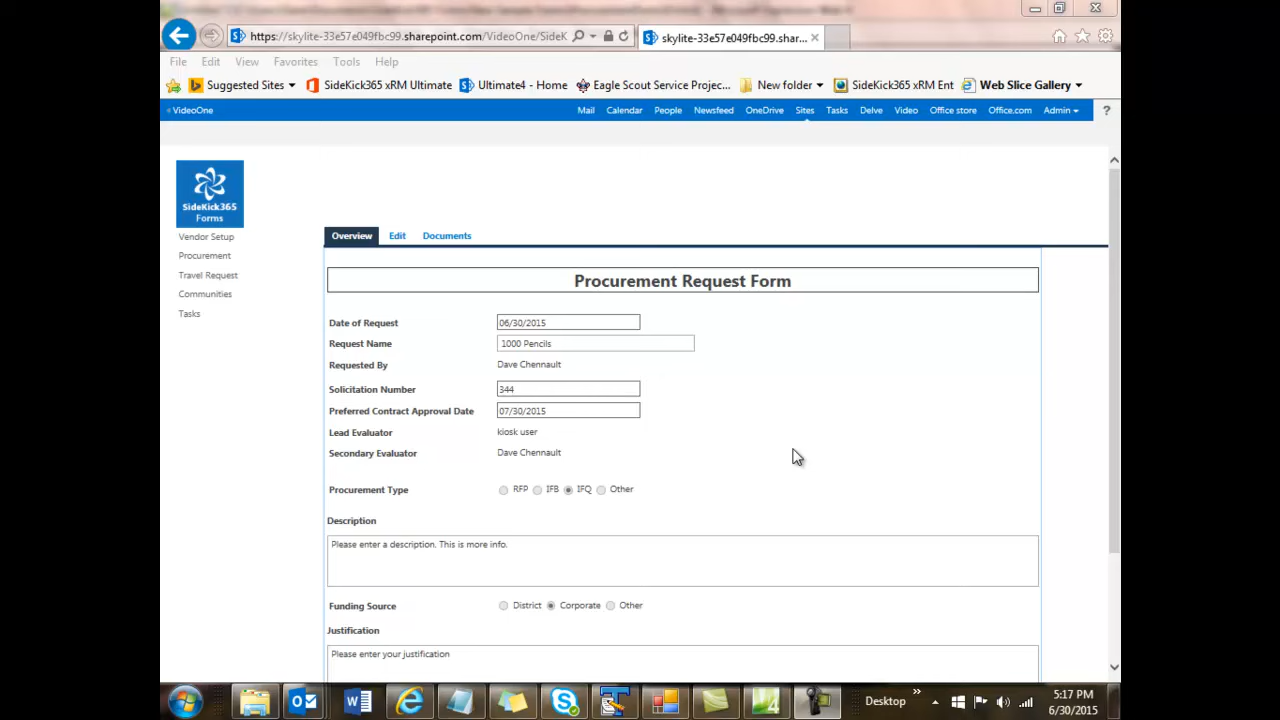 https://skylite-33e57e049fbc99.sharepoint.com/VideoOne/SideK
skylite-33e57e049fbc99.shar...
File Edit View Favorites Tools Help
Suggested Sites SideKick365 xRM Ultimate Ultimate4 - Home Eagle Scout Service Projec... New folder SideKick365 xRM Ent Web Slice Gallery
VideoOne Mail Calendar People Newsfeed OneDrive Sites Tasks Delve Video Office store Office.com Admin ?
SideKick365
Forms
Vendor Setup
Procurement
Travel Request
Communities
Tasks
Overview Edit Documents
Procurement Request Form
Date of Request 06/30/2015
Request Name 1000 Pencils
Requested By Dave Chennault
Solicitation Number 344
Preferred Contract Approval Date 07/30/2015
Lead Evaluator kiosk user
Secondary Evaluator Dave Chennault
Procurement Type RFP IFB IFQ Other
Description
Please enter a description. This is more info.
Funding Source District Corporate Other
Justification
Please enter your justification
Desktop
5:17 PM
6/30/2015